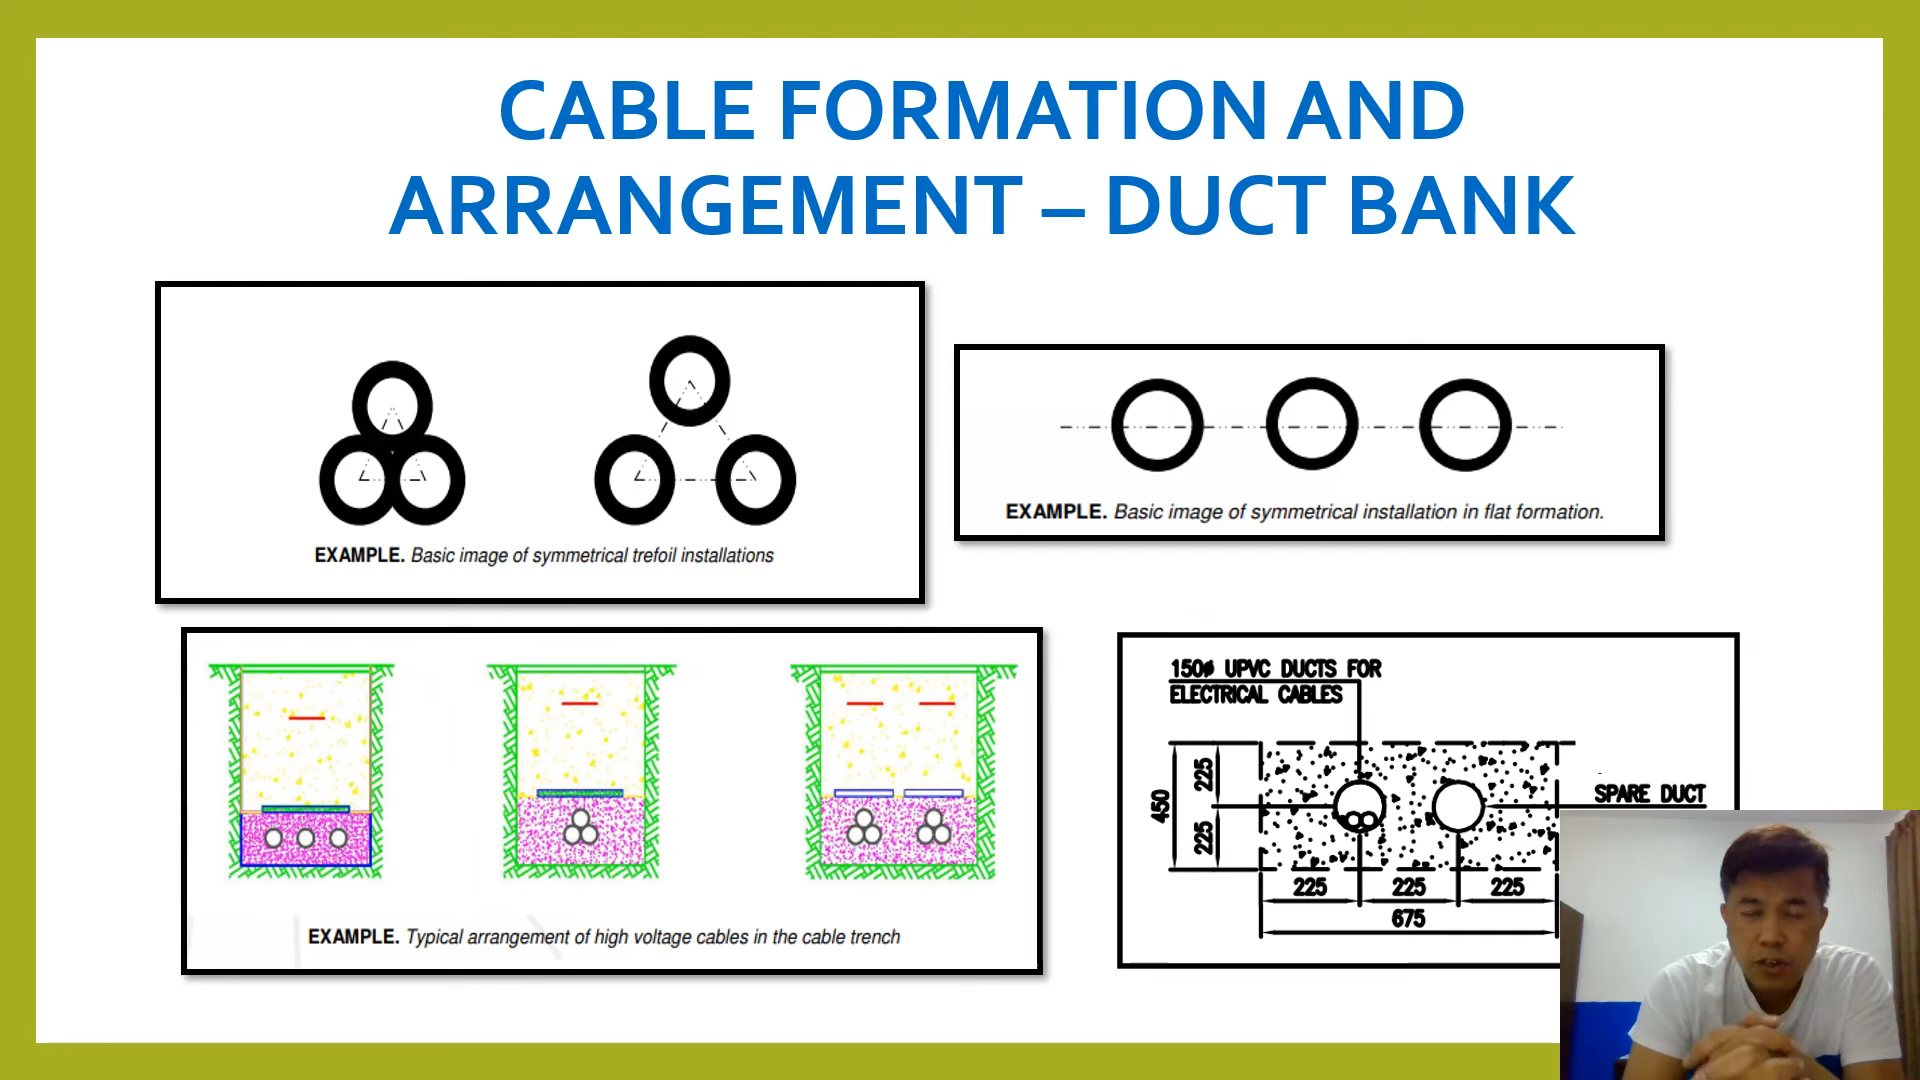 CABLE FORMATION AND
ARRANGEMENT – DUCT BANK
EXAMPLE. Basic image of symmetrical trefoil installations
EXAMPLE. Basic image of symmetrical installation in flat formation.
EXAMPLE. Typical arrangement of high voltage cables in the cable trench
150ø UPVC DUCTS FOR
ELECTRICAL CABLES
SPARE DUCT
450
225
225
225 225 225
675